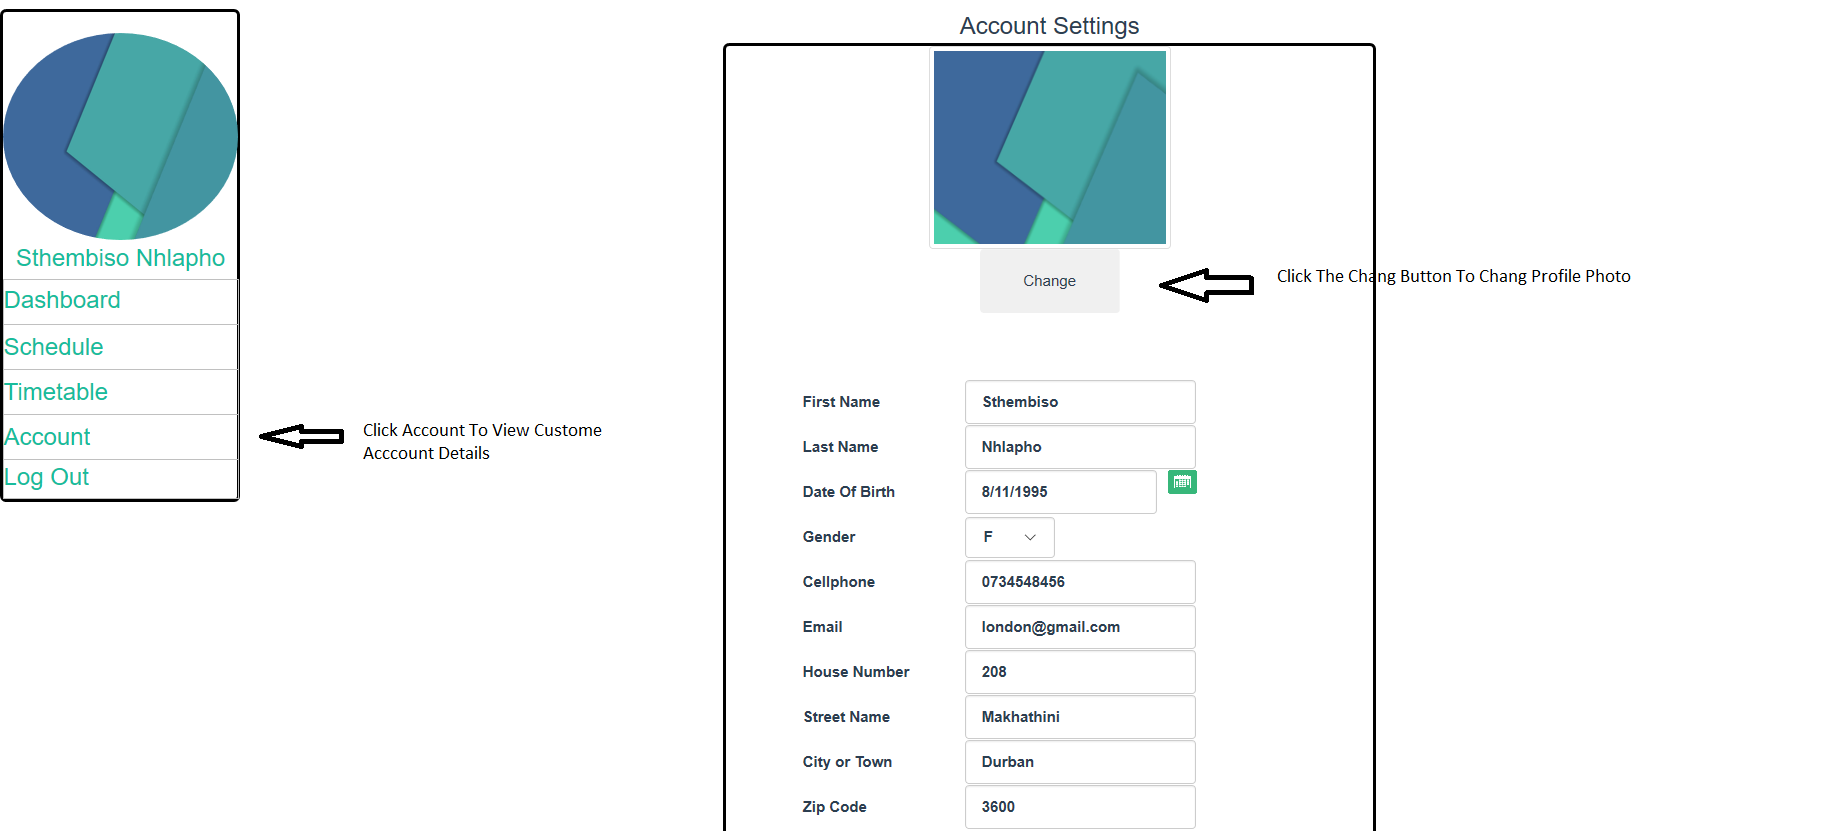 Sthembiso Nhlapho
Dashboard
Schedule
Timetable
Account
Log Out
Click Account To View Custome
Acccount Details
Account Settings
Change
Click The Chang Button To Chang Profile Photo
First Name Sthembiso
Last Name Nhlapho
Date Of Birth 8/11/1995
Gender F
Cellphone 0734548456
Email london@gmail.com
House Number 208
Street Name Makhathini
City or Town Durban
Zip Code 3600